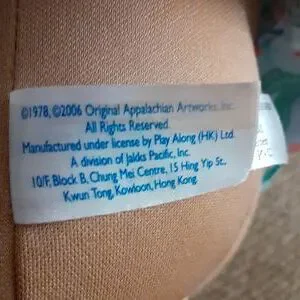 ©1978, ©2006 Original Appalachian Artworks, Inc.
All Rights Reserved.
Manufactured under license by Play Along (HK) Ltd.
A division of Jakks Pacific, Inc.
10/F, Block B, Chung Mei Centre, 15 Hing Yip St.,
Kwun Tong, Kowloon, Hong Kong.